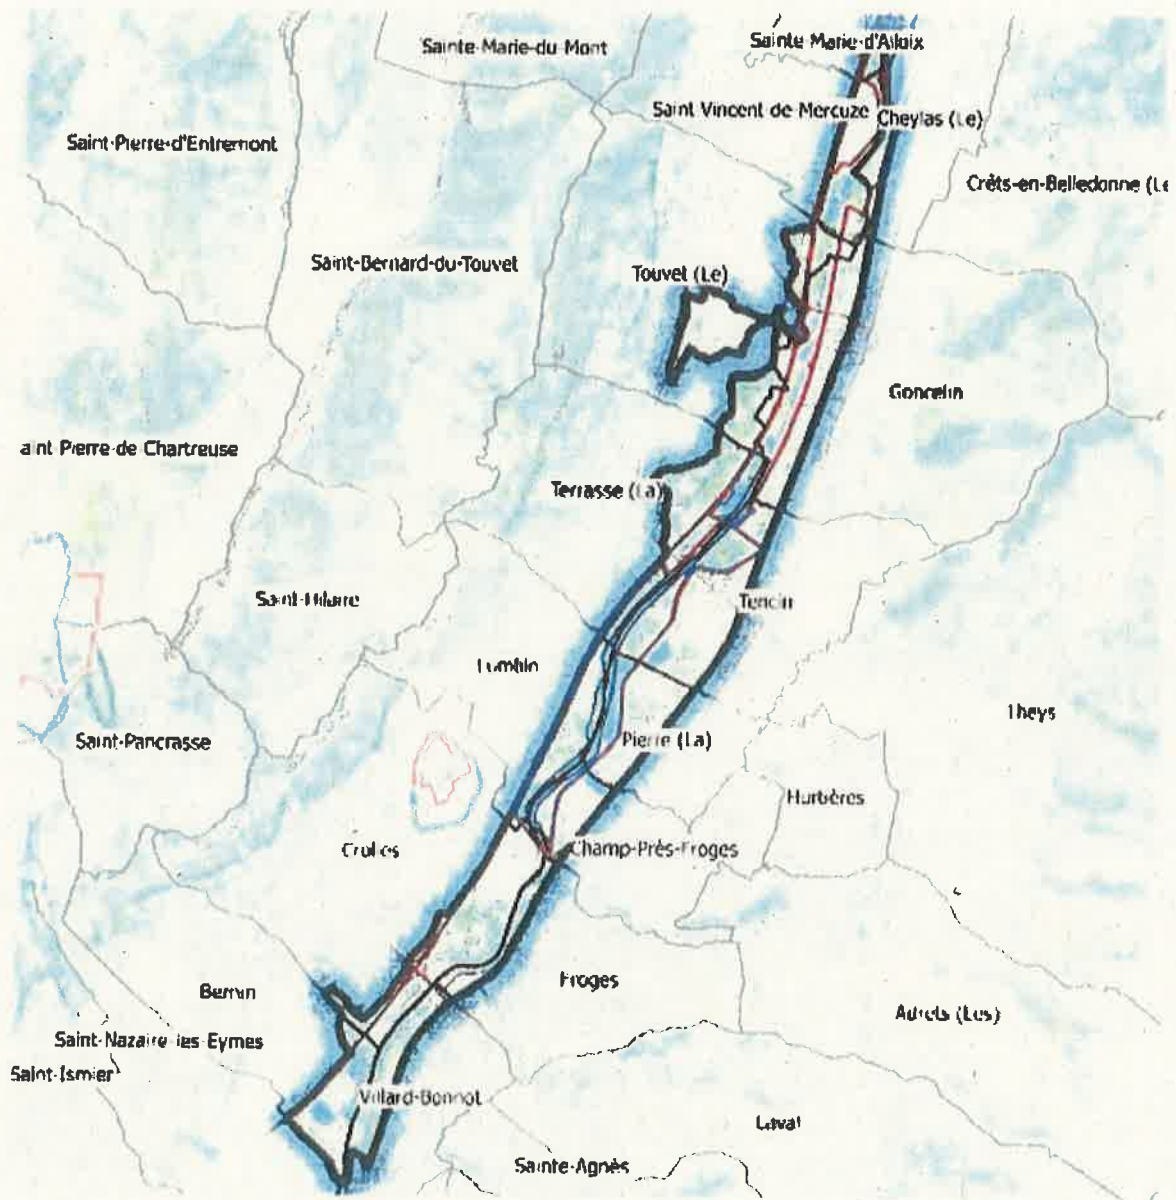 Sainte-Marie-du-Mont
Sainte Marie-d'Alloix
Saint Vincent de Mercuze
Cheylas (Le)
Saint-Pierre-d'Entremont
Crêts-en-Belledonne (Le
Saint-Bernard-du-Touvet
Touvet (Le)
Goncelin
aint Pierre-de Chartreuse
Terrasse (La)
Saint-Hilaire
Tencin
Lumbin
Theys
Saint-Pancrasse
Pierre (La)
Hurtières
Crolles
Champ-Près-Froges
Bernin
Froges
Adrets (Les)
Saint-Nazaire-les-Eymes
Saint-Ismier
Villard-Bonnot
Laval
Sainte-Agnès